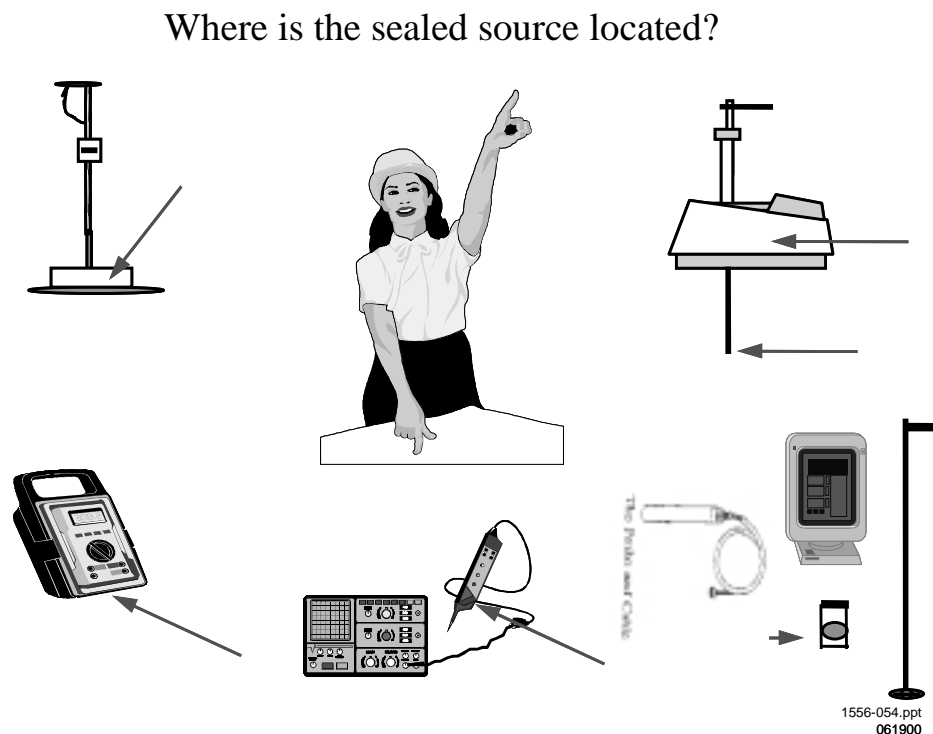 Where is the sealed source located?
The Probe and Cable
1556-054.ppt
061900